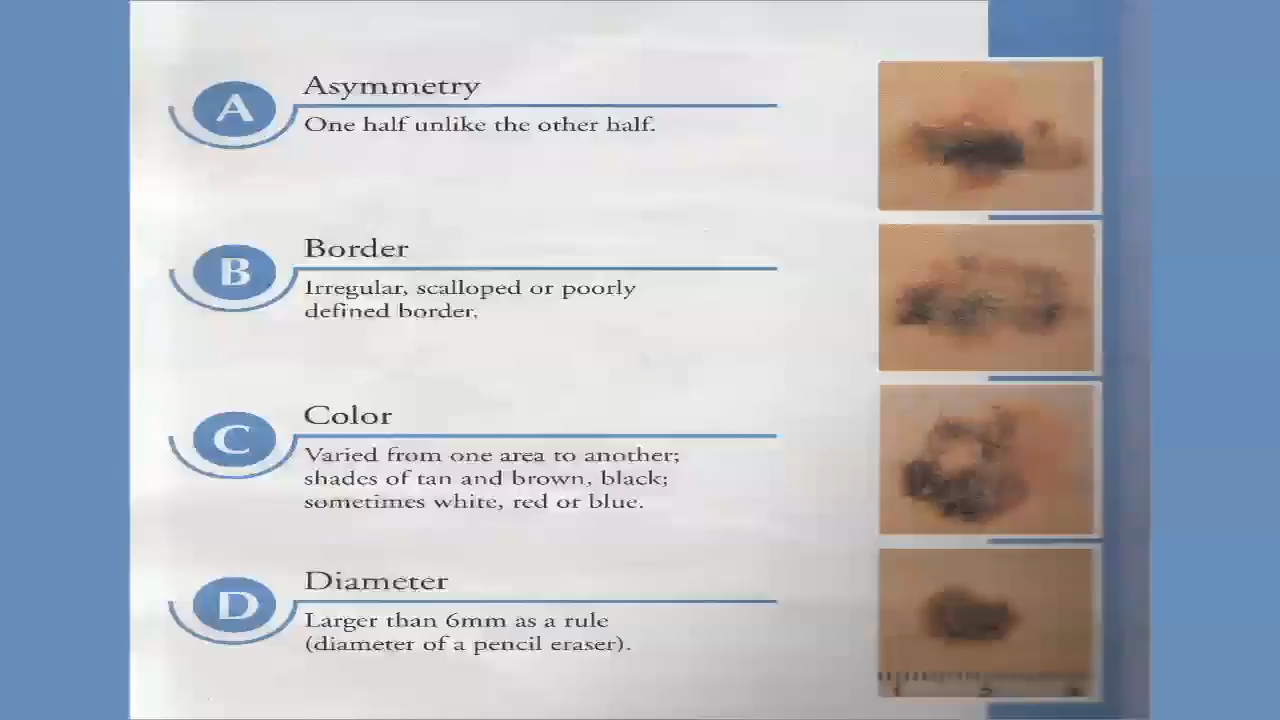 A
Asymmetry
One half unlike the other half.
B
Border
Irregular, scalloped or poorly
defined border.
C
Color
Varied from one area to another;
shades of tan and brown, black;
sometimes white, red or blue.
D
Diameter
Larger than 6mm as a rule
(diameter of a pencil eraser).
1 2